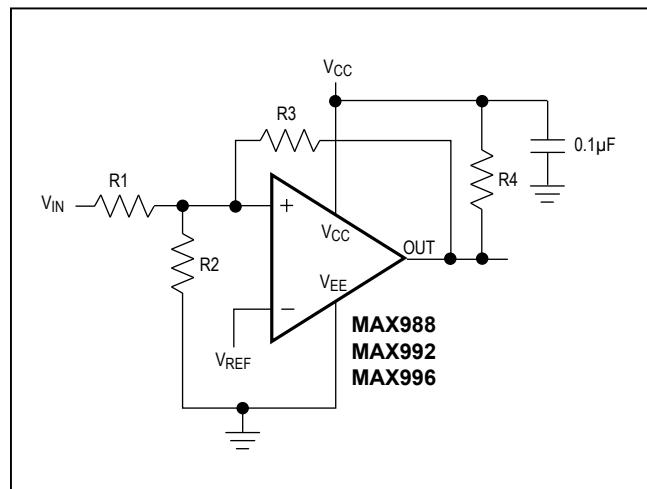 VCC
R3
0.1µF
R1
R4
VIN
+
VCC
OUT
R2
VEE
−
MAX988
VREF
MAX992
MAX996